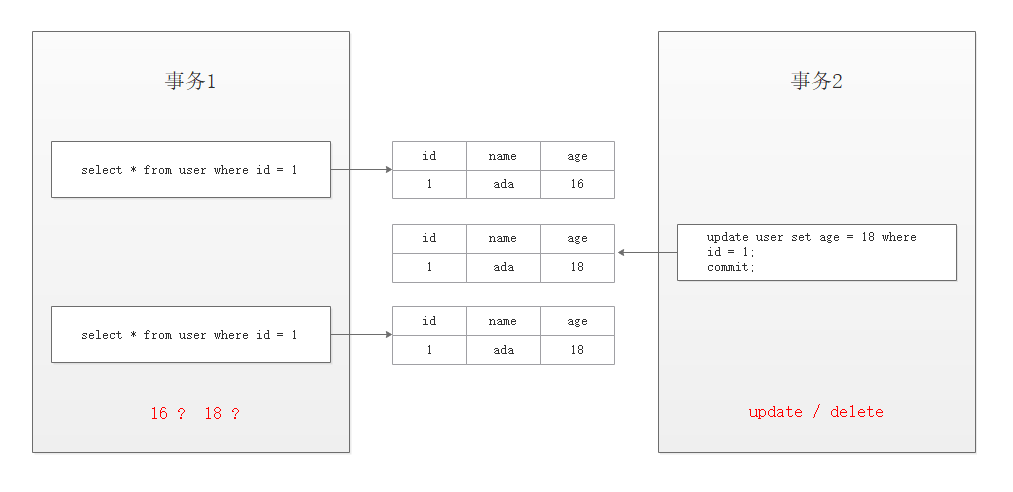 事务1
select * from user where id = 1
id name age
1 ada 16
id name age
1 ada 18
select * from user where id = 1
id name age
1 ada 18
16 ? 18 ?
事务2
update user set age = 18 where
id = 1;
commit;
update / delete